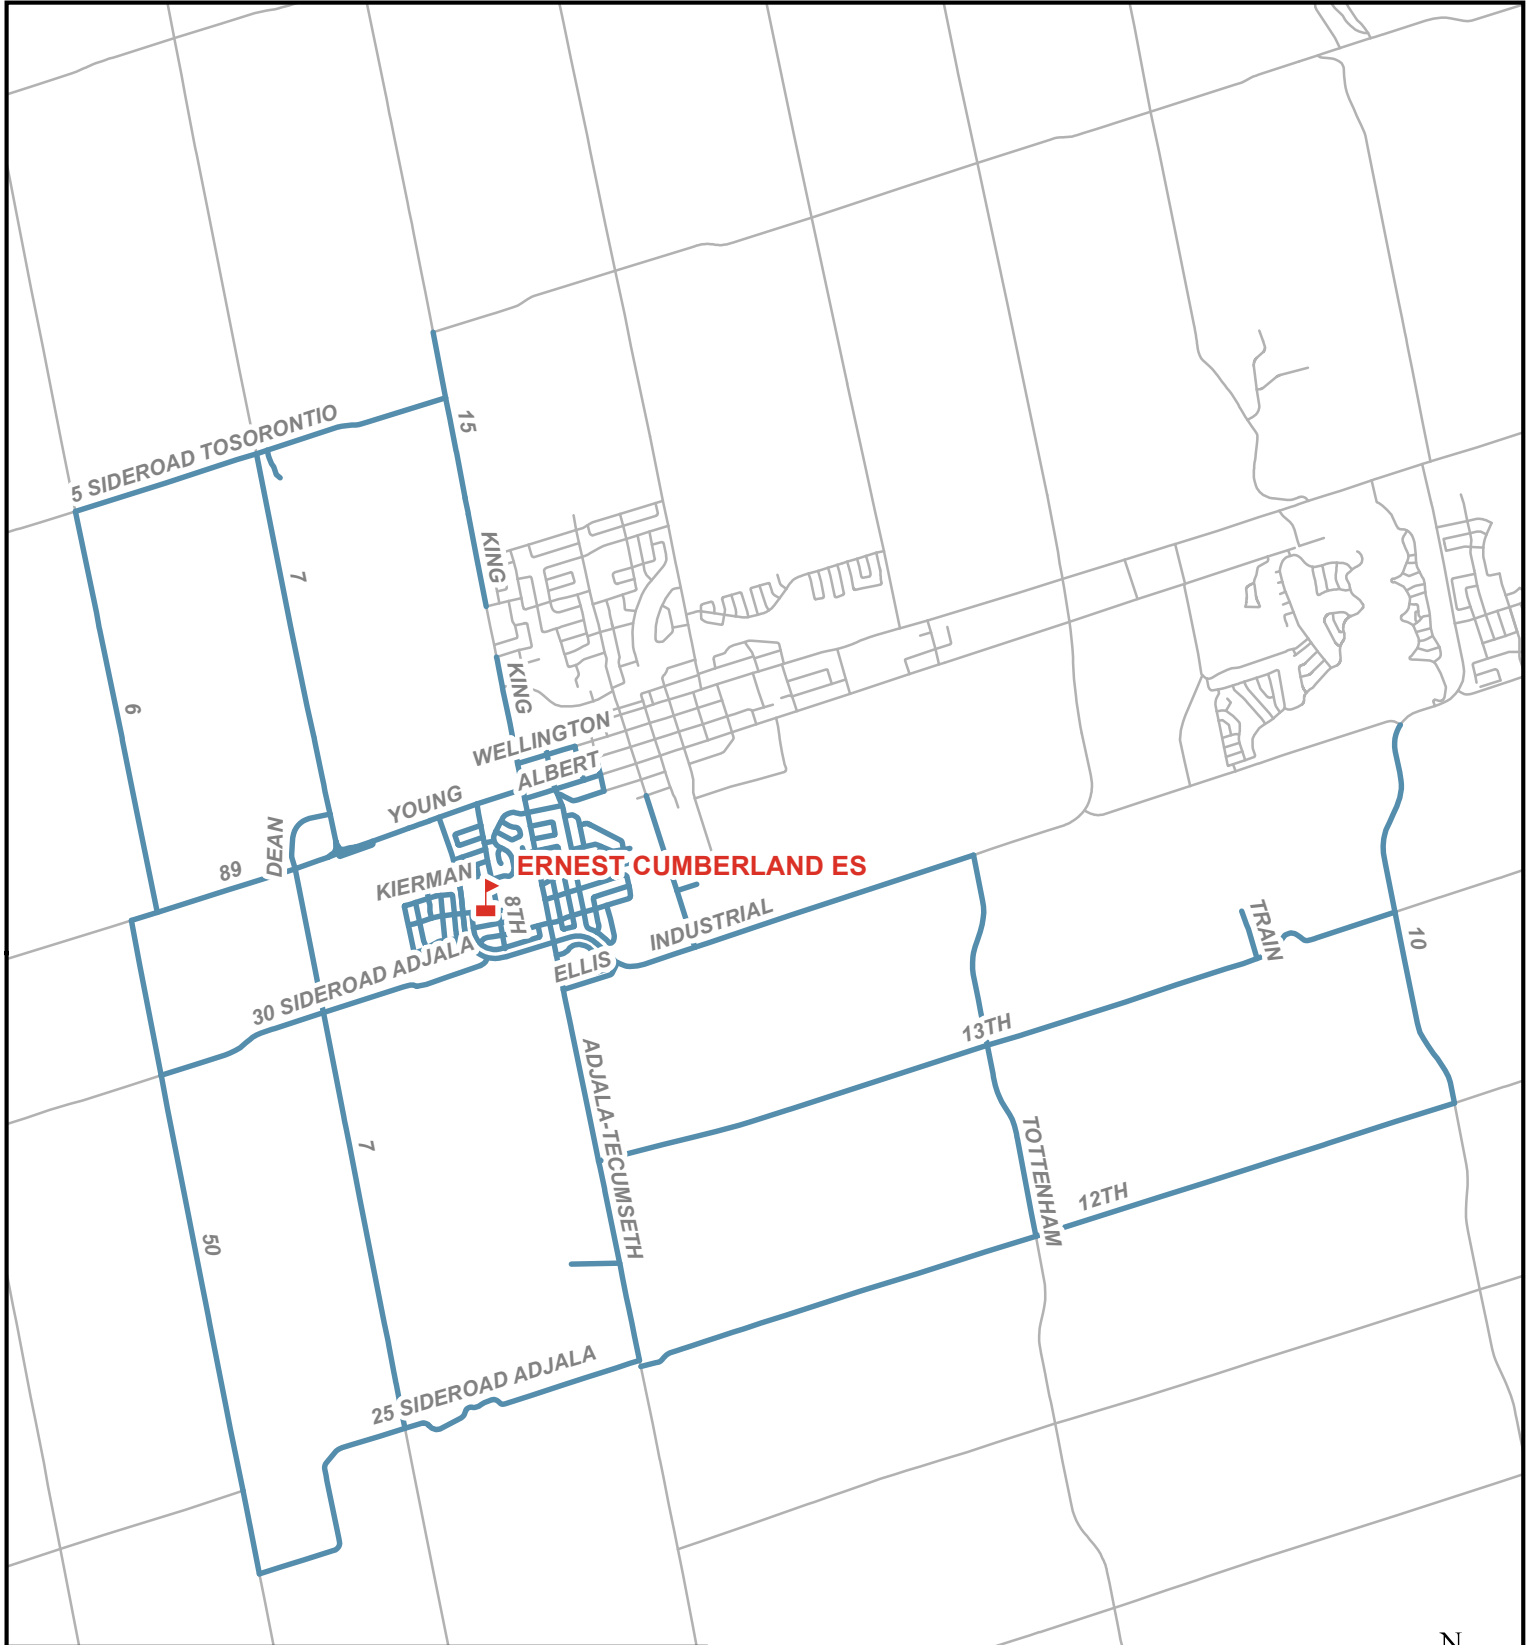 5 SIDEROAD TOSORONTIO
15
KING
7
6
KING
WELLINGTON
ALBERT
YOUNG
DEAN
89
ERNEST CUMBERLAND ES
KIERMAN
8TH
INDUSTRIAL
TRAIN
10
30 SIDEROAD ADJALA
ELLIS
13TH
ADJALA-TECUMSETH
TOTTENHAM
7
12TH
50
25 SIDEROAD ADJALA
N